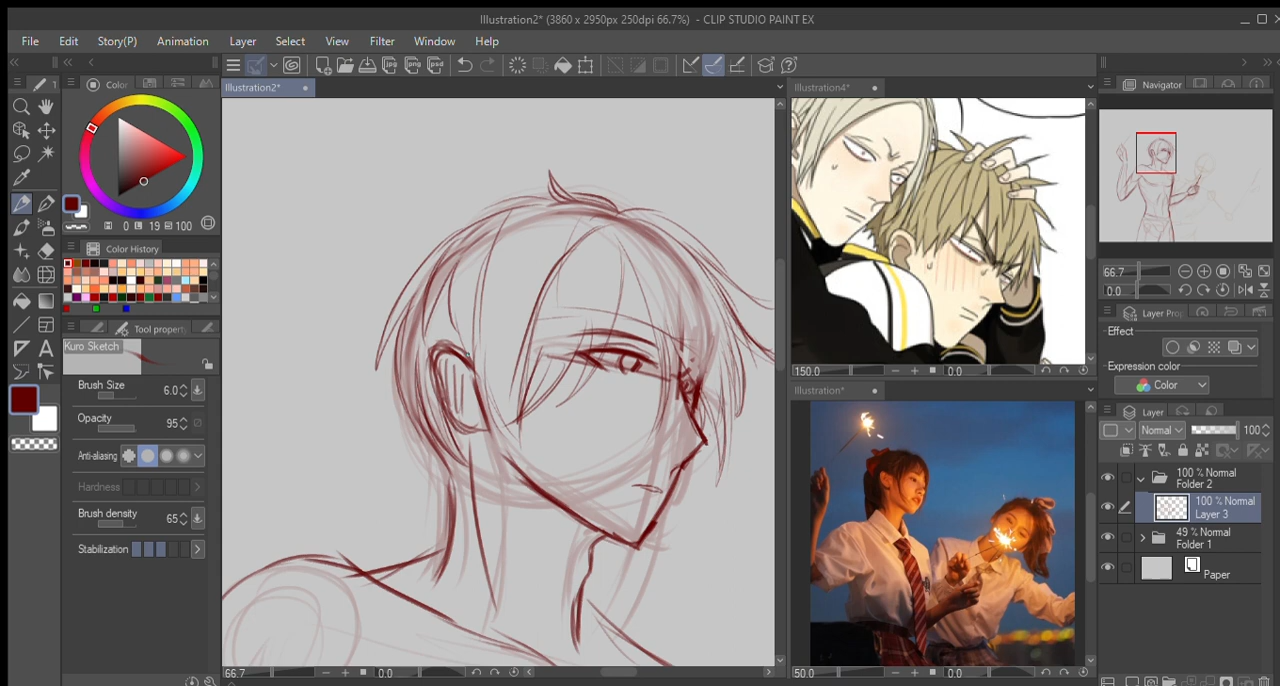 Illustration2* (3860 x 2950px 250dpi 66.7%) - CLIP STUDIO PAINT EX
File Edit Story(P) Animation Layer Select View Filter Window Help
Illustration2*
Illustration4*
Illustration*
1
Color
0 19 100
Color History
Tool property
Kuro Sketch
Brush Size 6.0
Opacity 95
Anti-aliasing
Hardness
Brush density 65
Stabilization
66.7 0.0
150.0 0.0
50.0 0.0
Navigator
66.7
0.0
Layer Pro
Effect
Expression color
Color
Layer
Normal 100
100 % Normal
Folder 2
100 % Normal
Layer 3
49 % Normal
Folder 1
Paper